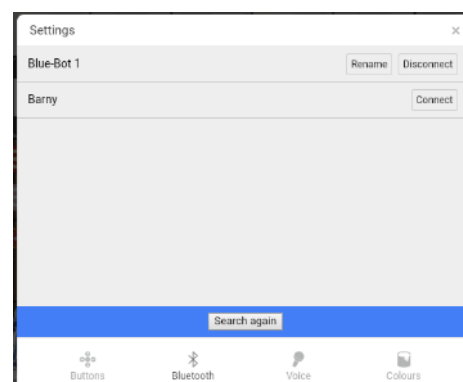 Settings ×
Blue-Bot 1 Rename Disconnect
Barny Connect
Search again
Buttons Bluetooth Voice Colours